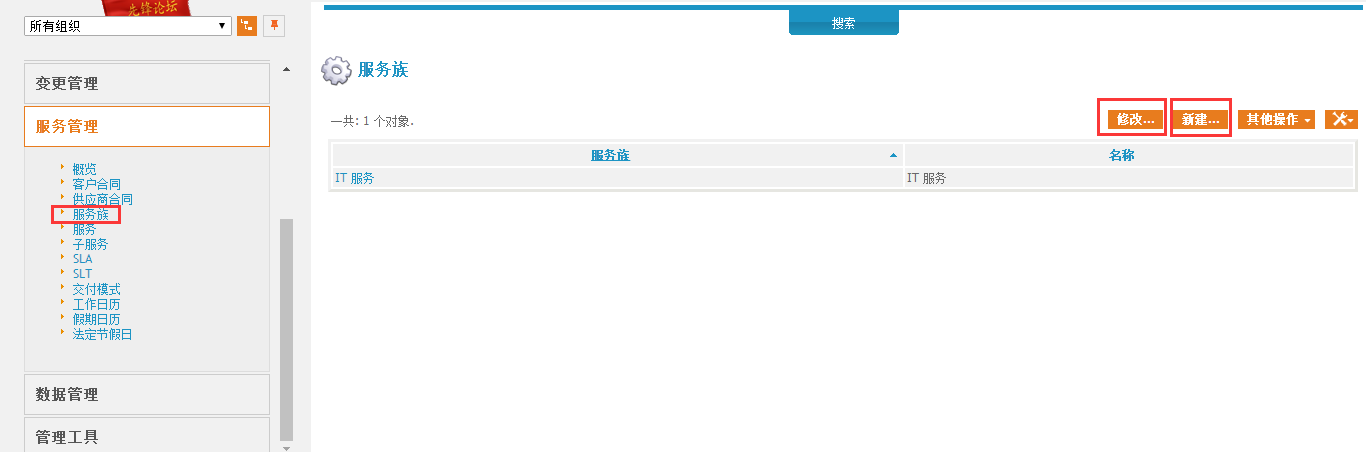 先锋论坛
所有组织
搜索
变更管理
服务管理
概览
客户合同
供应商合同
服务族
服务
子服务
SLA
SLT
交付模式
工作日历
假期日历
法定节假日
数据管理
管理工具
服务族
一共: 1 个对象.
修改... 新建... 其他操作
服务族 名称
IT 服务 IT 服务